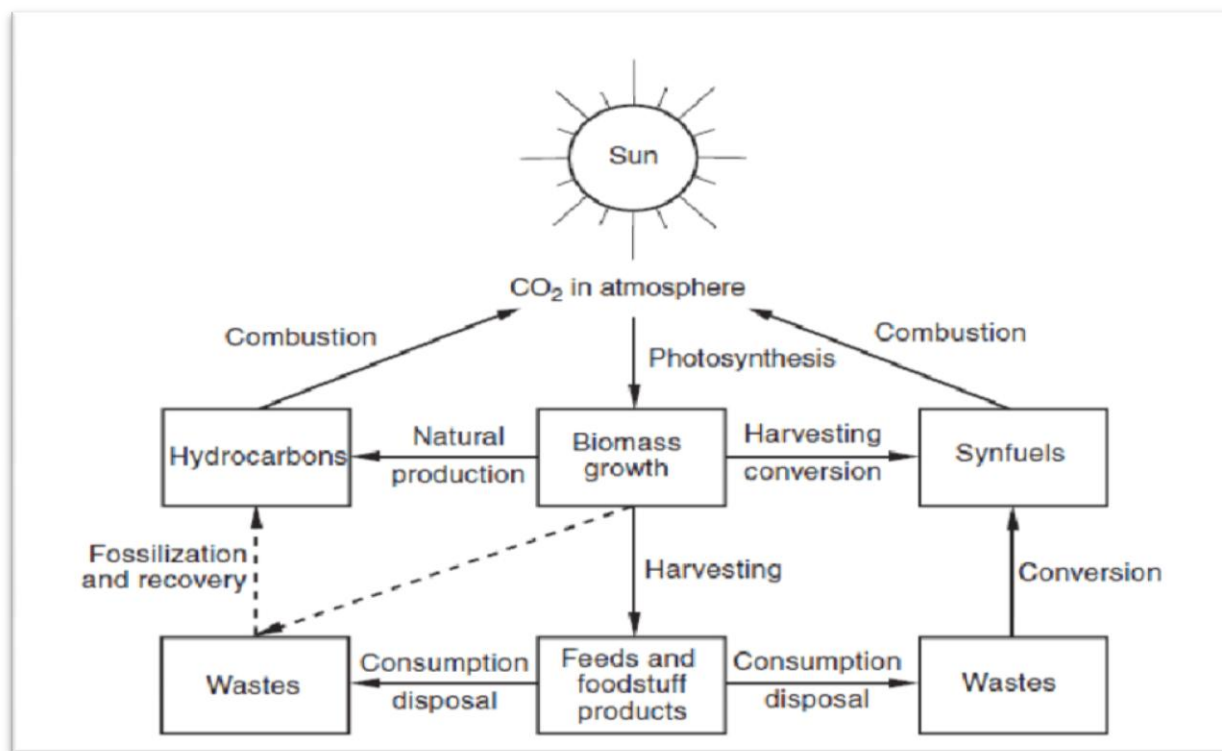 Sun
CO₂ in atmosphere
Combustion
Combustion
Photosynthesis
Hydrocarbons
Natural
production
Biomass
growth
Harvesting
conversion
Synfuels
Fossilization
and recovery
Harvesting
Conversion
Wastes
Consumption
disposal
Feeds and
foodstuff
products
Consumption
disposal
Wastes